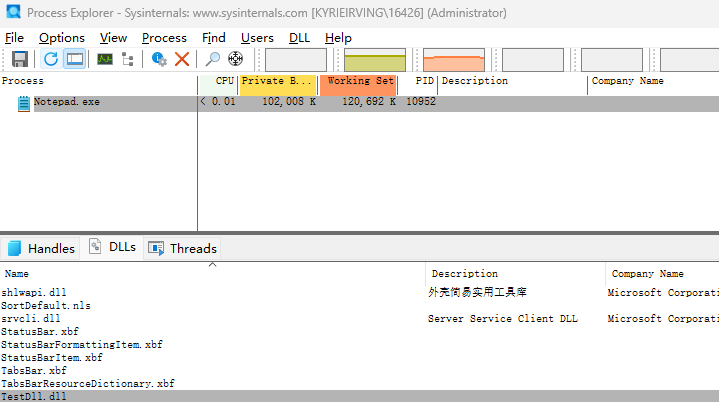 Process Explorer - Sysinternals: www.sysinternals.com [KYRIEIRVING\16426] (Administrator)
File Options View Process Find Users DLL Help
Process CPU Private B... Working Set PID Description Company Name
Notepad.exe < 0.01 102,008 K 120,692 K 10952
Handles DLLs Threads
Name Description Company Name
shlwapi.dll 外壳简易实用工具库 Microsoft Corporati
SortDefault.nls
srvcli.dll Server Service Client DLL Microsoft Corporati
StatusBar.xbf
StatusBarFormattingItem.xbf
StatusBarItem.xbf
TabsBar.xbf
TabsBarResourceDictionary.xbf
TestDll.dll